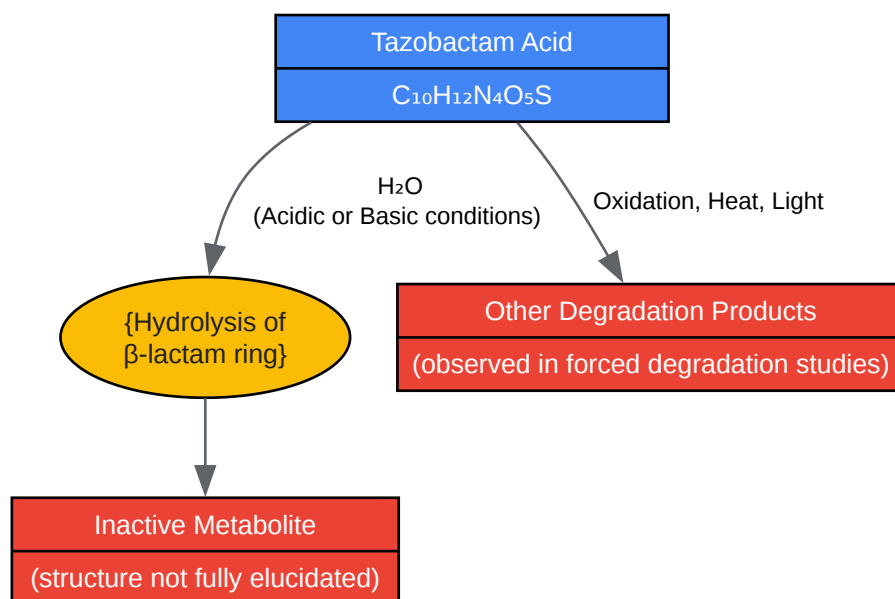 Tazobactam Acid
C₁₀H₁₂N₄O₅S
H₂O
(Acidic or Basic conditions)
Oxidation, Heat, Light
{Hydrolysis of
β-lactam ring}
Other Degradation Products
(observed in forced degradation studies)
Inactive Metabolite
(structure not fully elucidated)